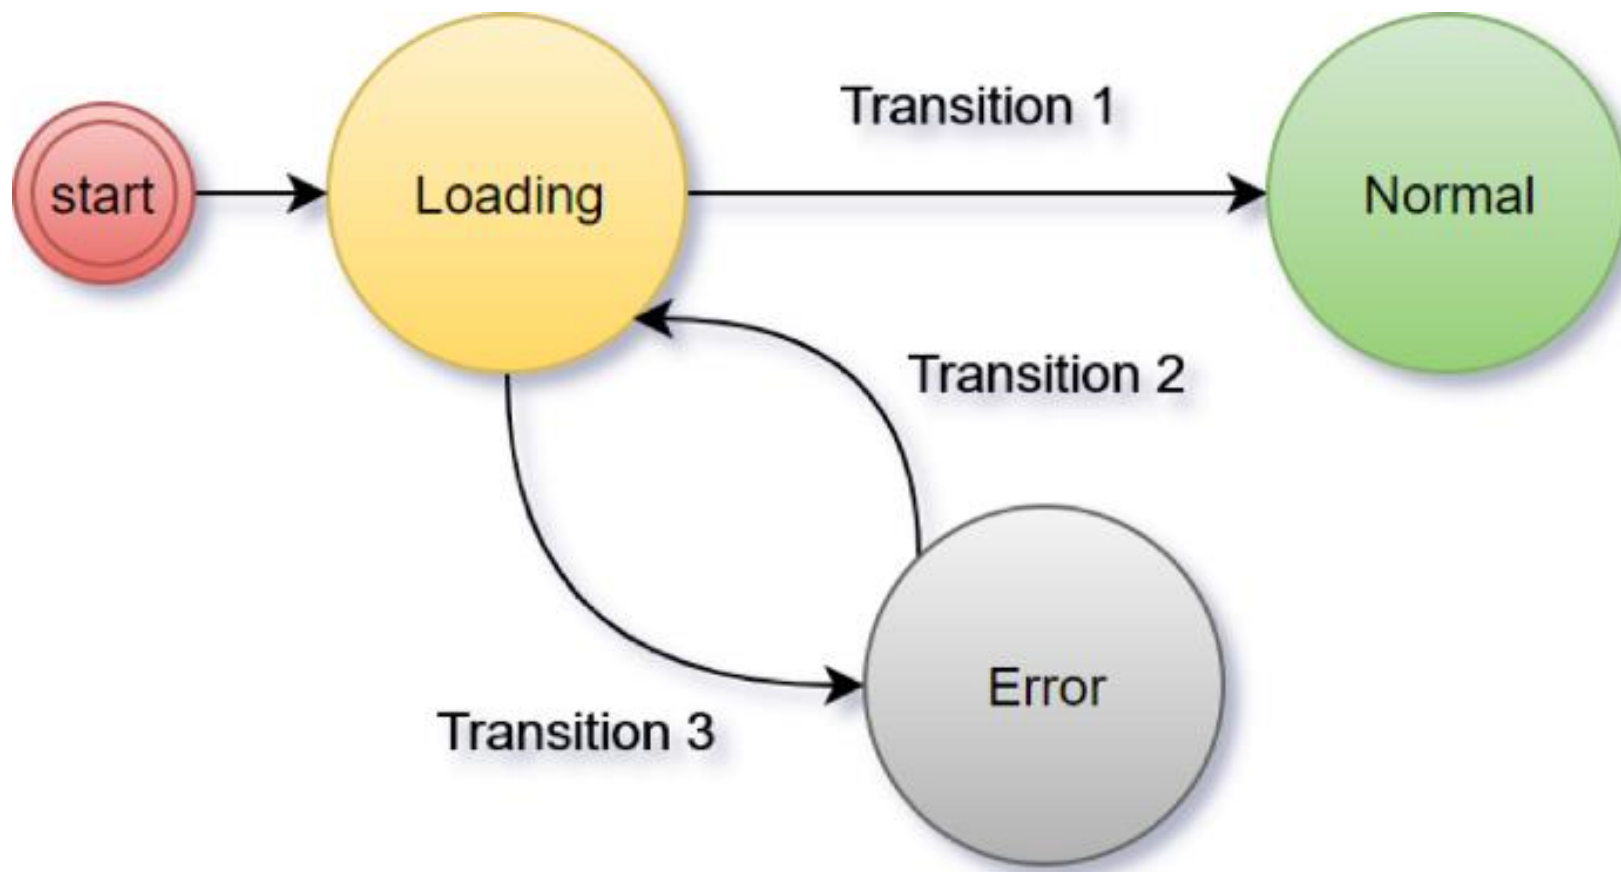 Transition 1
start
Loading
Normal
Transition 2
Error
Transition 3